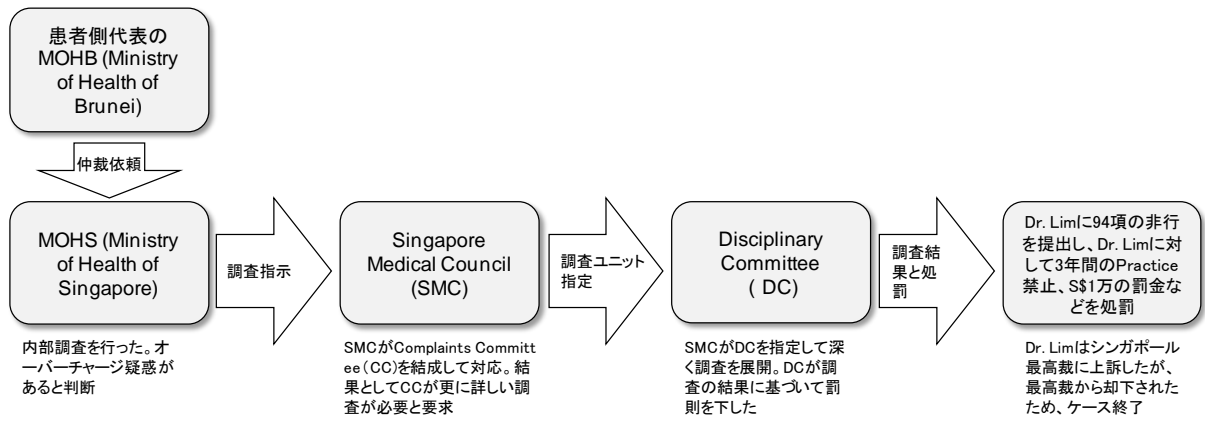 患者側代表の
MOHB (Ministry
of Health of
Brunei)
仲裁依頼
MOHS (Ministry
of Health of
Singapore)
調査指示
Singapore
Medical Council
(SMC)
調査ユニット
指定
Disciplinary
Committee
( DC)
調査結
果と処
罰
Dr. Limに94項の非行
を提出し、Dr. Limに対
して3年間のPractice
禁止、S$1万の罰金な
どを処罰
内部調査を行った。オ
ーバーチャージ疑惑が
あると判断
SMCがComplaints Committ
ee(CC)を結成して対応。結
果としてCCが更に詳しい調
査が必要と要求
SMCがDCを指定して深
く調査を展開。DCが調
査の結果に基づいて罰
則を下した
Dr. Limはシンガポール
最高裁に上訴したが、
最高裁から却下された
ため、ケース終了